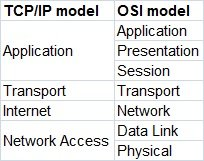 TCP/IP model OSI model
Application Application
Presentation
Session
Transport Transport
Internet Network
Network Access Data Link
Physical